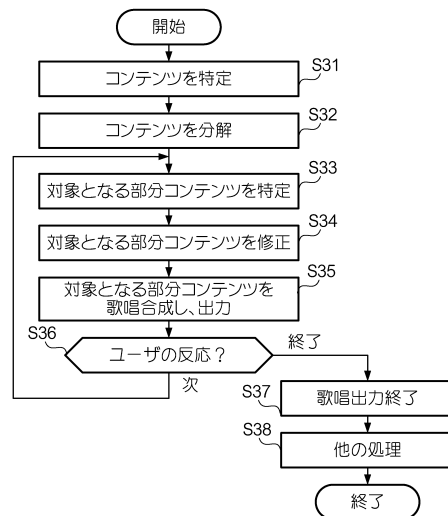 開始
コンテンツを特定
S31
コンテンツを分解
S32
対象となる部分コンテンツを特定
S33
対象となる部分コンテンツを修正
S34
対象となる部分コンテンツを
歌唱合成し、出力
S35
S36
ユーザの反応？
終了
次
S37
歌唱出力終了
S38
他の処理
終了